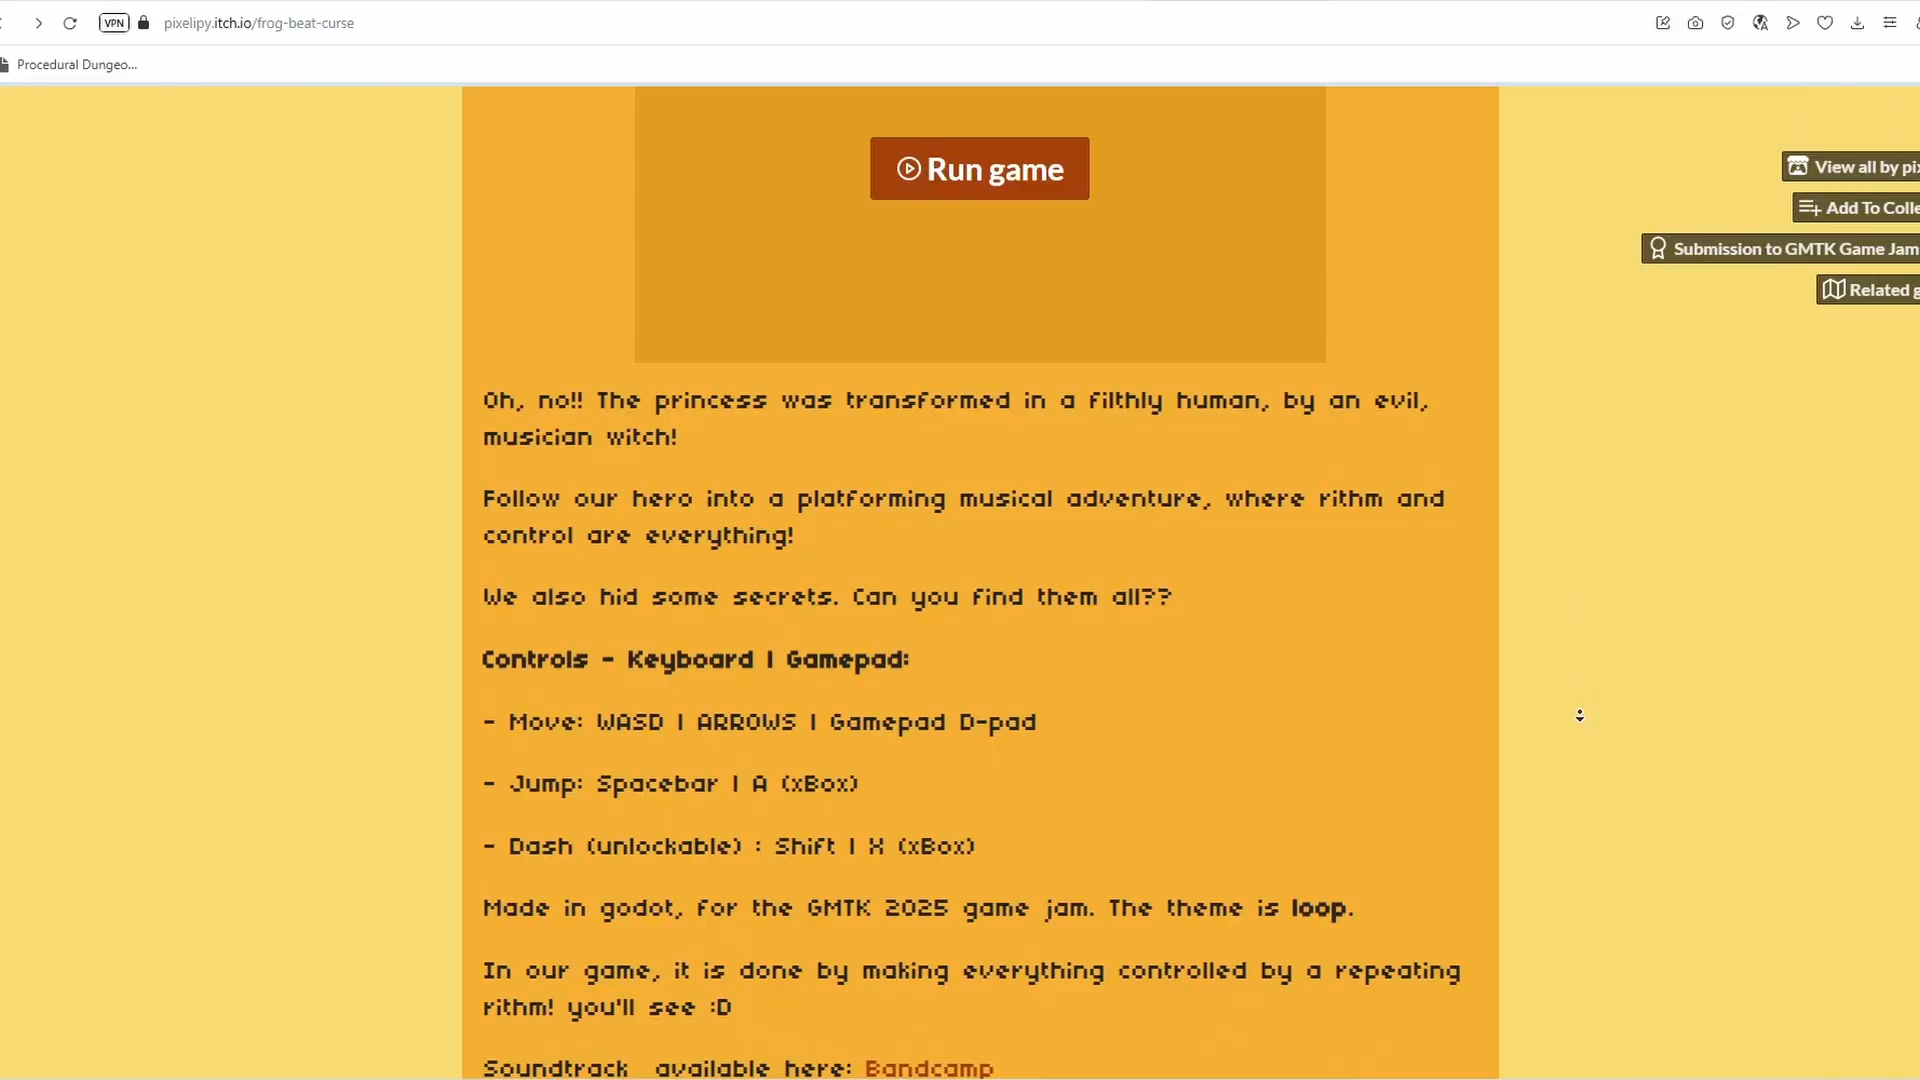 VPN
pixelipy.itch.io/frog-beat-curse
Procedural Dungeo...
Run game
View all by pix
Add To Colle
Submission to GMTK Game Jam
Related g
Oh, no!! The princess was transformed in a filthly human, by an evil,
musician witch!
Follow our hero into a platforming musical adventure, where rithm and
control are everything!
We also hid some secrets. Can you find them all??
Controls - Keyboard | Gamepad:
- Move: WASD | ARROWS | Gamepad D-pad
- Jump: Spacebar | A (xBox)
- Dash (unlockable) : Shift | X (xBox)
Made in godot, for the GMTK 2025 game jam. The theme is loop.
In our game, it is done by making everything controlled by a repeating
rithm! you'll see :D
Soundtrack available here: Bandcamp